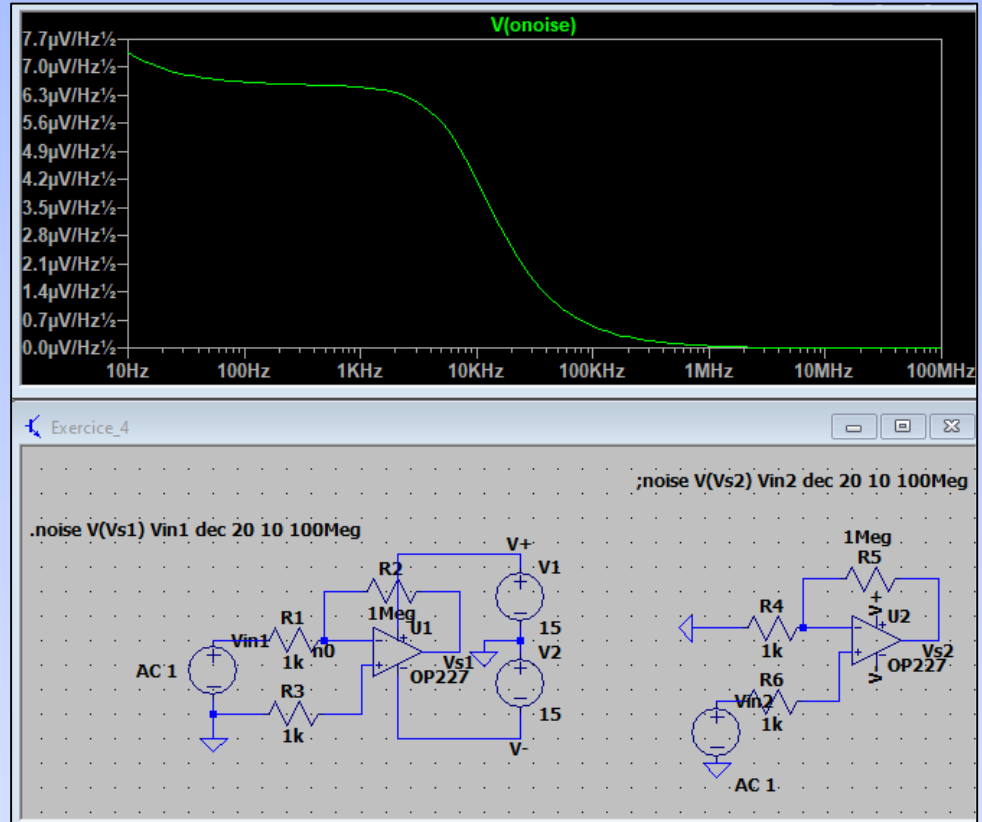 V(onoise)
7.7µV/Hz½
7.0µV/Hz½
6.3µV/Hz½
5.6µV/Hz½
4.9µV/Hz½
4.2µV/Hz½
3.5µV/Hz½
2.8µV/Hz½
2.1µV/Hz½
1.4µV/Hz½
0.7µV/Hz½
0.0µV/Hz½
10Hz 100Hz 1KHz 10KHz 100KHz 1MHz 10MHz 100MHz
Exercice_4
;noise V(Vs2) Vin2 dec 20 10 100Meg
.noise V(Vs1) Vin1 dec 20 10 100Meg
V+
V1
15
V2
15
V-
R2
1Meg
U1
OP227
Vs1
R1
1k
n0
Vin1
AC 1
R3
1k
1Meg
R5
R4
1k
V+
U2
Vs2
OP227
V-
R6
1k
Vin2
AC 1